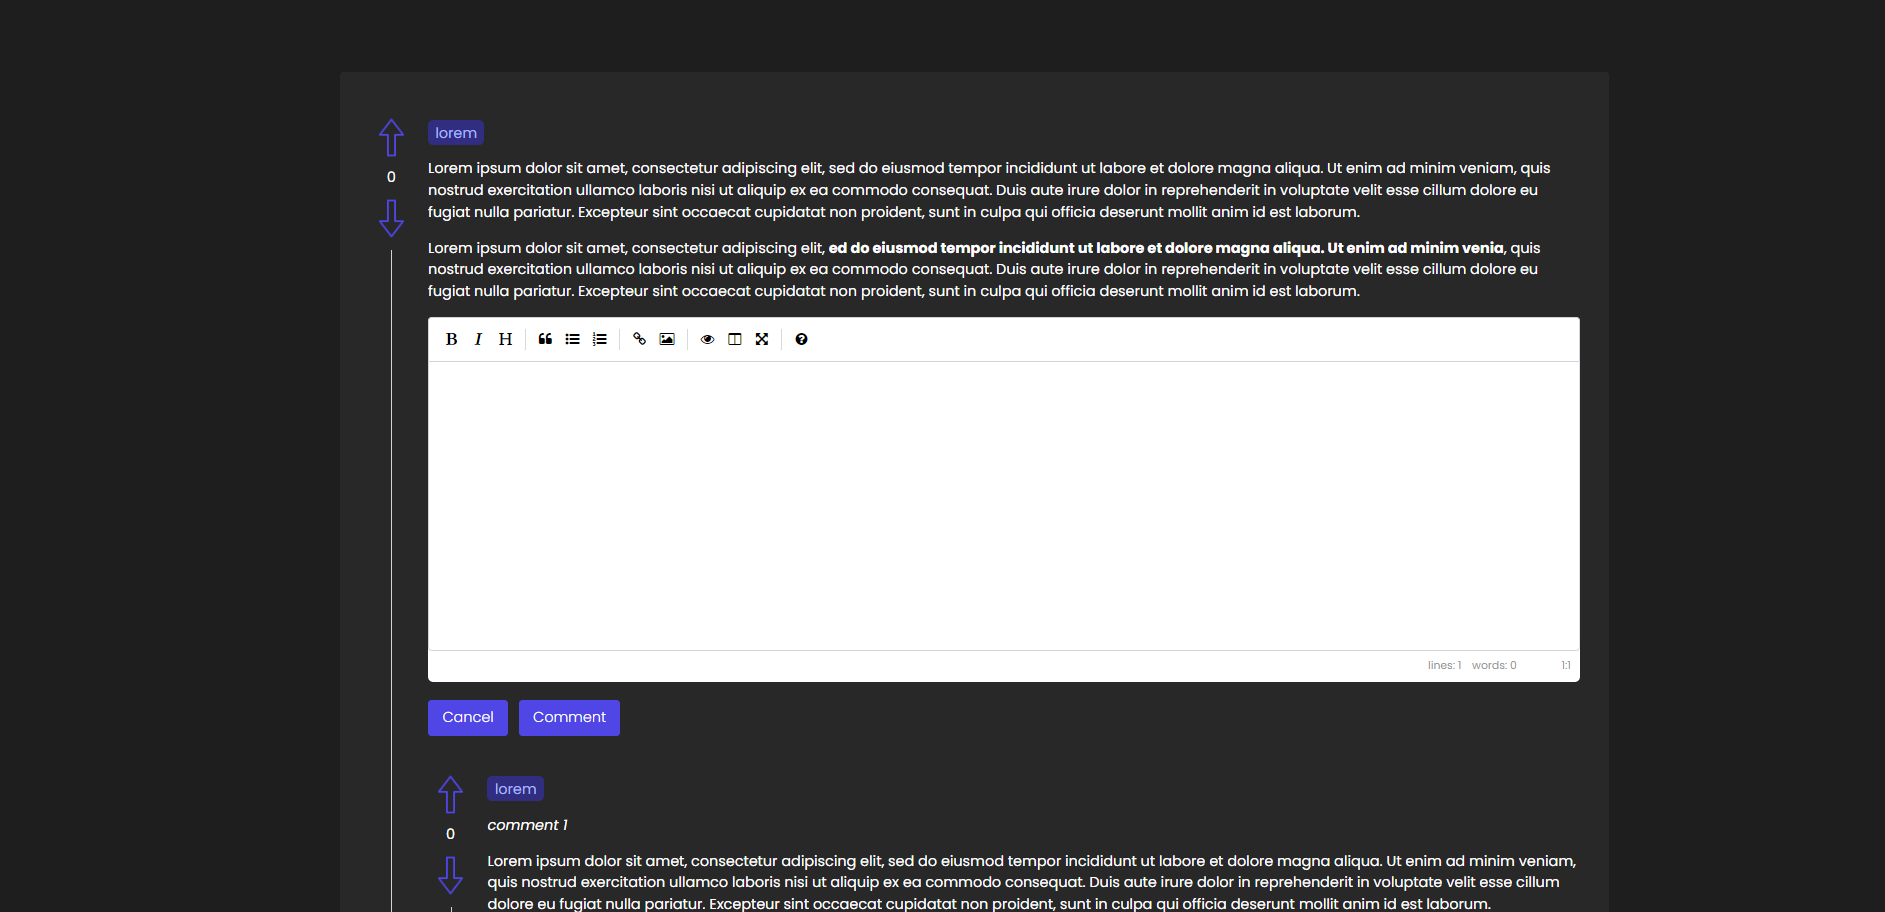 lorem
0
Lorem ipsum dolor sit amet, consectetur adipiscing elit, sed do eiusmod tempor incididunt ut labore et dolore magna aliqua. Ut enim ad minim veniam, quis
nostrud exercitation ullamco laboris nisi ut aliquip ex ea commodo consequat. Duis aute irure dolor in reprehenderit in voluptate velit esse cillum dolore eu
fugiat nulla pariatur. Excepteur sint occaecat cupidatat non proident, sunt in culpa qui officia deserunt mollit anim id est laborum.
Lorem ipsum dolor sit amet, consectetur adipiscing elit, ed do eiusmod tempor incididunt ut labore et dolore magna aliqua. Ut enim ad minim venia, quis
nostrud exercitation ullamco laboris nisi ut aliquip ex ea commodo consequat. Duis aute irure dolor in reprehenderit in voluptate velit esse cillum dolore eu
fugiat nulla pariatur. Excepteur sint occaecat cupidatat non proident, sunt in culpa qui officia deserunt mollit anim id est laborum.
B I H
lines: 1 words: 0 1:1
Cancel Comment
lorem
0
comment 1
Lorem ipsum dolor sit amet, consectetur adipiscing elit, sed do eiusmod tempor incididunt ut labore et dolore magna aliqua. Ut enim ad minim veniam,
quis nostrud exercitation ullamco laboris nisi ut aliquip ex ea commodo consequat. Duis aute irure dolor in reprehenderit in voluptate velit esse cillum
dolore eu fugiat nulla pariatur. Excepteur sint occaecat cupidatat non proident, sunt in culpa qui officia deserunt mollit anim id est laborum.